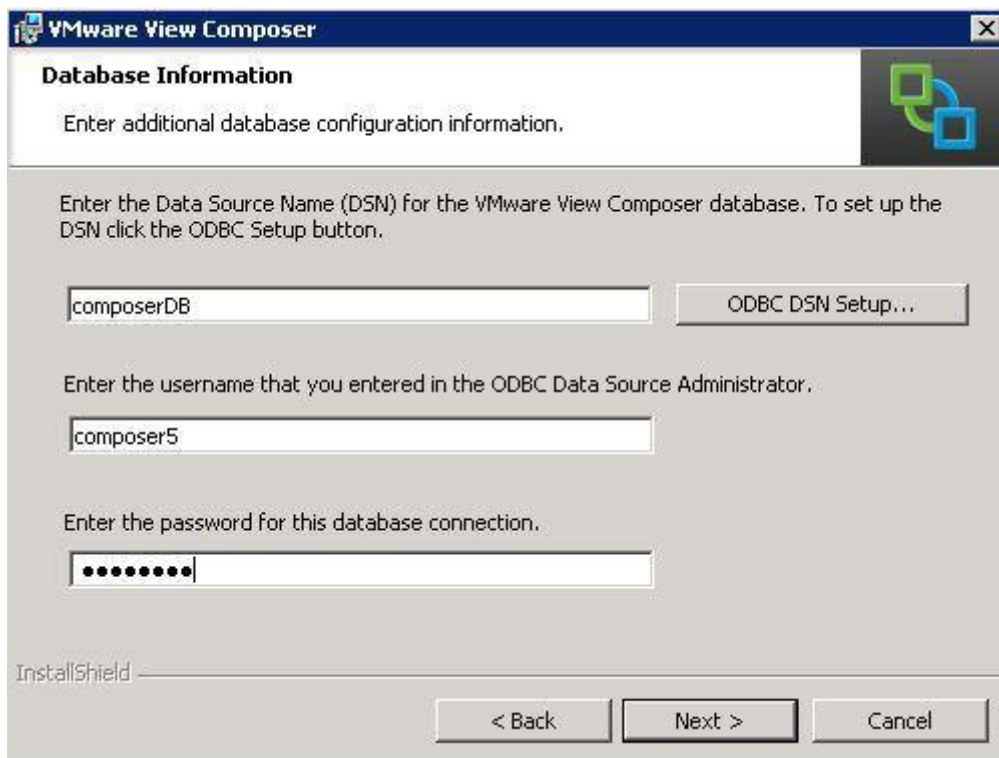 VMware View Composer
Database Information
Enter additional database configuration information.
Enter the Data Source Name (DSN) for the VMware View Composer database. To set up the
DSN click the ODBC Setup button.
composerDB
ODBC DSN Setup...
Enter the username that you entered in the ODBC Data Source Administrator.
composer5
Enter the password for this database connection.
••••••••
InstallShield
< Back
Next >
Cancel